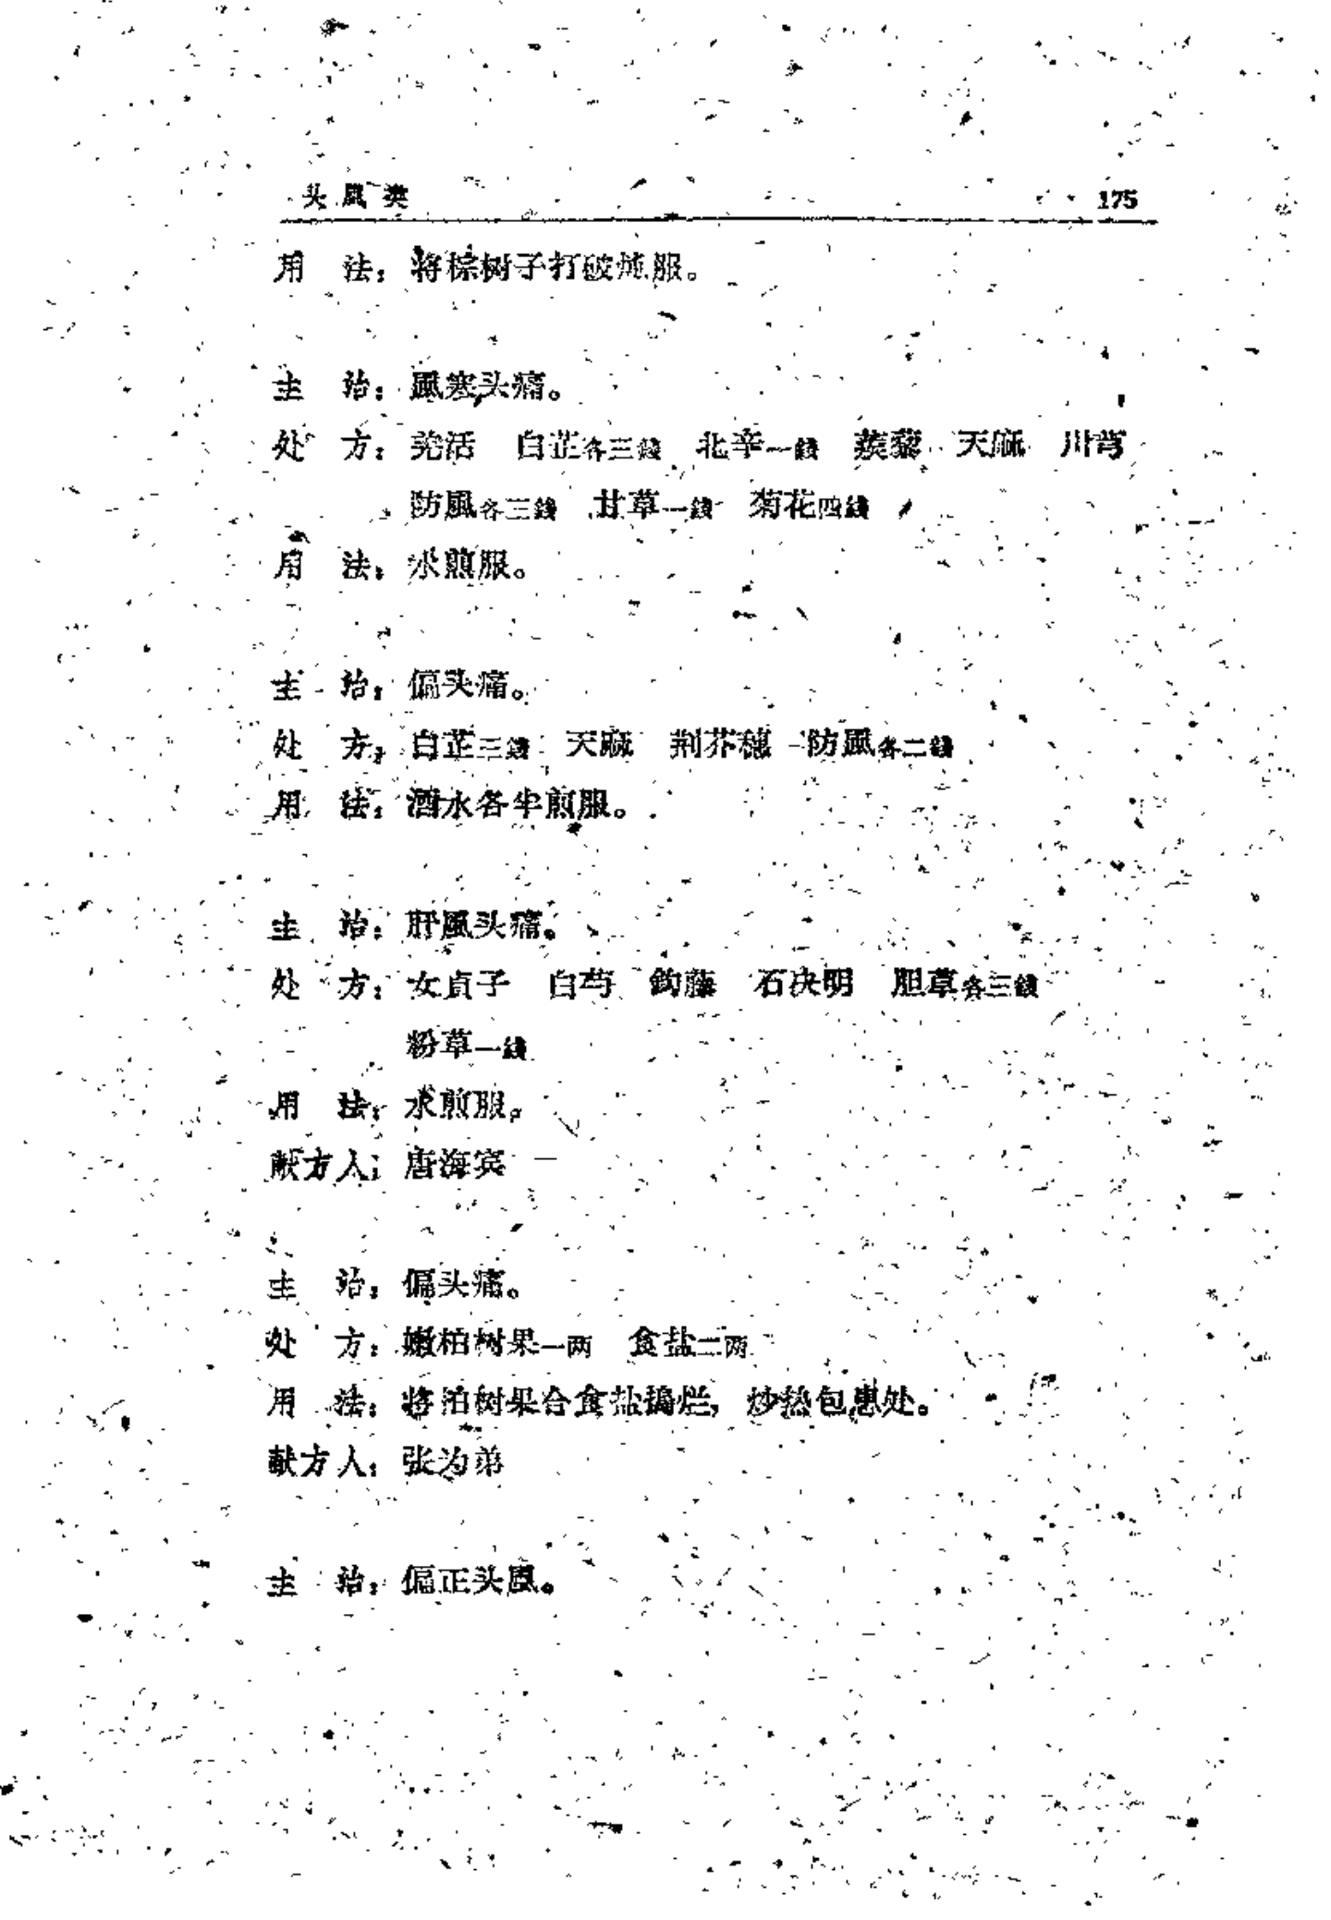 头風类 175
用 法：将棕树子打破炖服。
主 治：風寒头痛。
处 方：羌活 白芷各三錢 北辛一錢 蒺藜 天麻 川芎
防風各三錢 甘草一錢 菊花四錢
用 法：水煎服。
主 治：偏头痛。
处 方：白芷三錢 天麻 荆芥穗 防風各二錢
用 法：酒水各半煎服。
主 治：肝風头痛。
处 方：女貞子 白芍 鈎藤 石决明 胆草各三錢
粉草一錢
用 法：水煎服。
献方人：唐海宾
主 治：偏头痛。
处 方：嫩柏树果一两 食盐二两
用 法：将柏树果合食盐搗烂，炒热包患处。
献方人：张为弟
主 治：偏正头風。